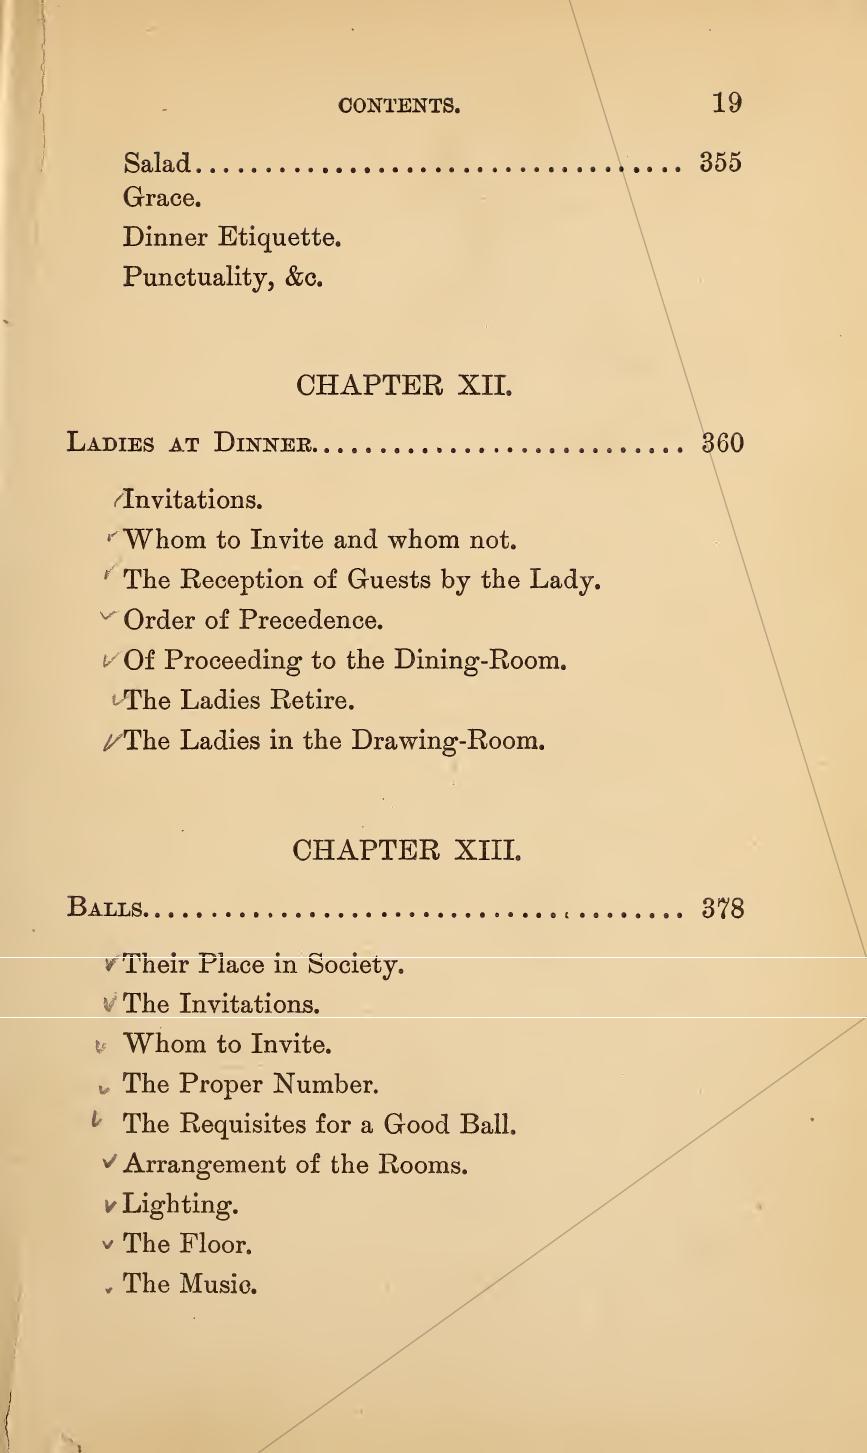 CONTENTS. 19
Salad................................... 355
Grace.
Dinner Etiquette.
Punctuality, &c.
CHAPTER XII.
LADIES AT DINNER........................... 360
Invitations.
Whom to Invite and whom not.
The Reception of Guests by the Lady.
Order of Precedence.
Of Proceeding to the Dining-Room.
The Ladies Retire.
The Ladies in the Drawing-Room.
CHAPTER XIII.
BALLS....................................... 378
Their Place in Society.
The Invitations.
Whom to Invite.
The Proper Number.
The Requisites for a Good Ball.
Arrangement of the Rooms.
Lighting.
The Floor.
The Music.